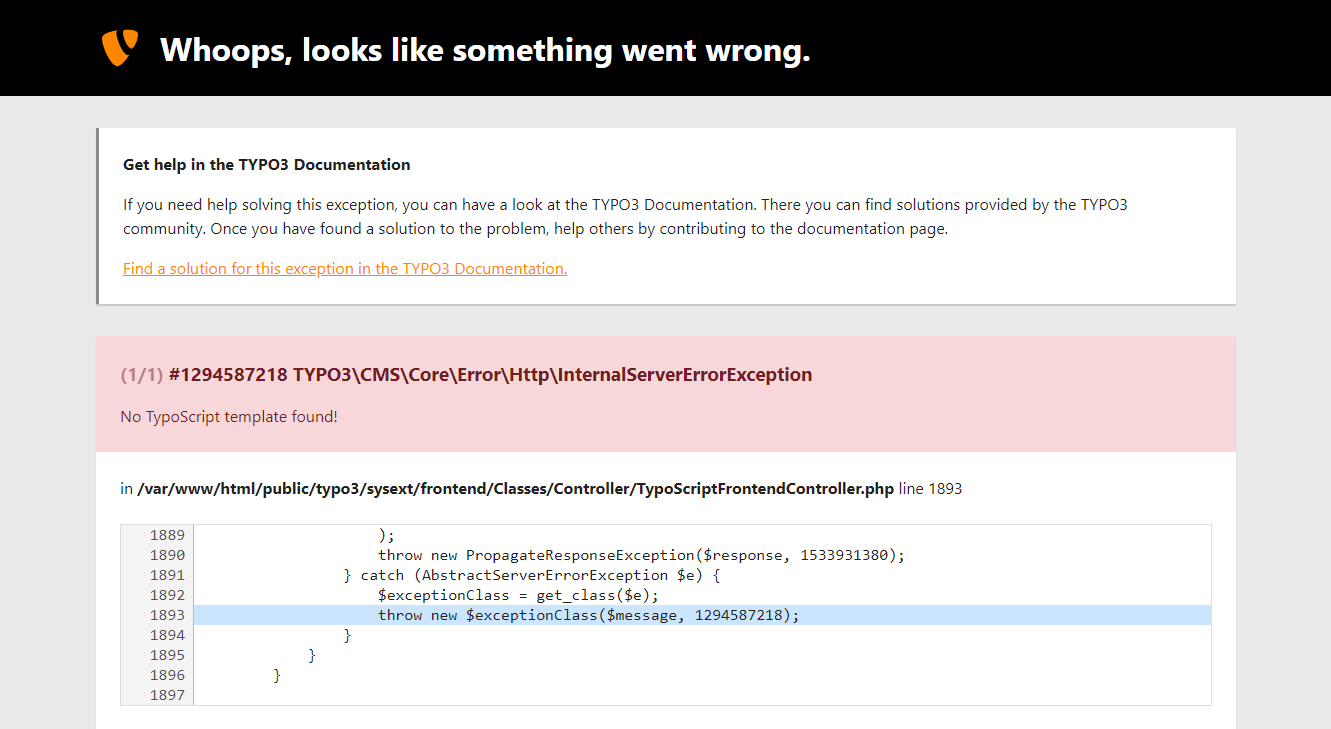 Whoops, looks like something went wrong.
Get help in the TYPO3 Documentation
If you need help solving this exception, you can have a look at the TYPO3 Documentation. There you can find solutions provided by the TYPO3
community. Once you have found a solution to the problem, help others by contributing to the documentation page.
Find a solution for this exception in the TYPO3 Documentation.
(1/1) #1294587218 TYPO3\CMS\Core\Error\Http\InternalServerErrorException
No TypoScript template found!
in /var/www/html/public/typo3/sysext/frontend/Classes/Controller/TypoScriptFrontendController.php line 1893
1889 );
1890 throw new PropagateResponseException($response, 1533931380);
1891 } catch (AbstractServerErrorException $e) {
1892 $exceptionClass = get_class($e);
1893 throw new $exceptionClass($message, 1294587218);
1894 }
1895 }
1896 }
1897